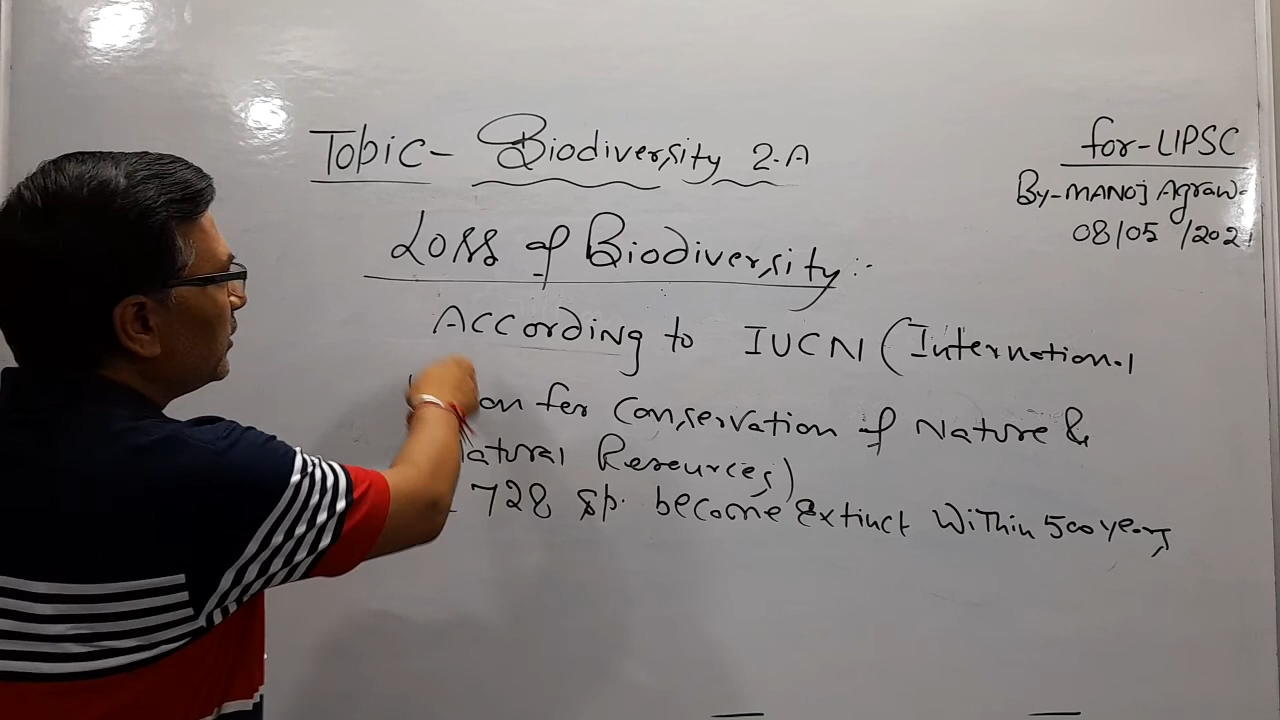 Topic- Biodiversity 2.A
for-UPSC
By-MANOJ Agraw
08/05/202
Loss of Biodiversity:-
According to IUCN (International
on for Conservation of Nature &
atural Resources)
728 sp. become extinct within 500 years